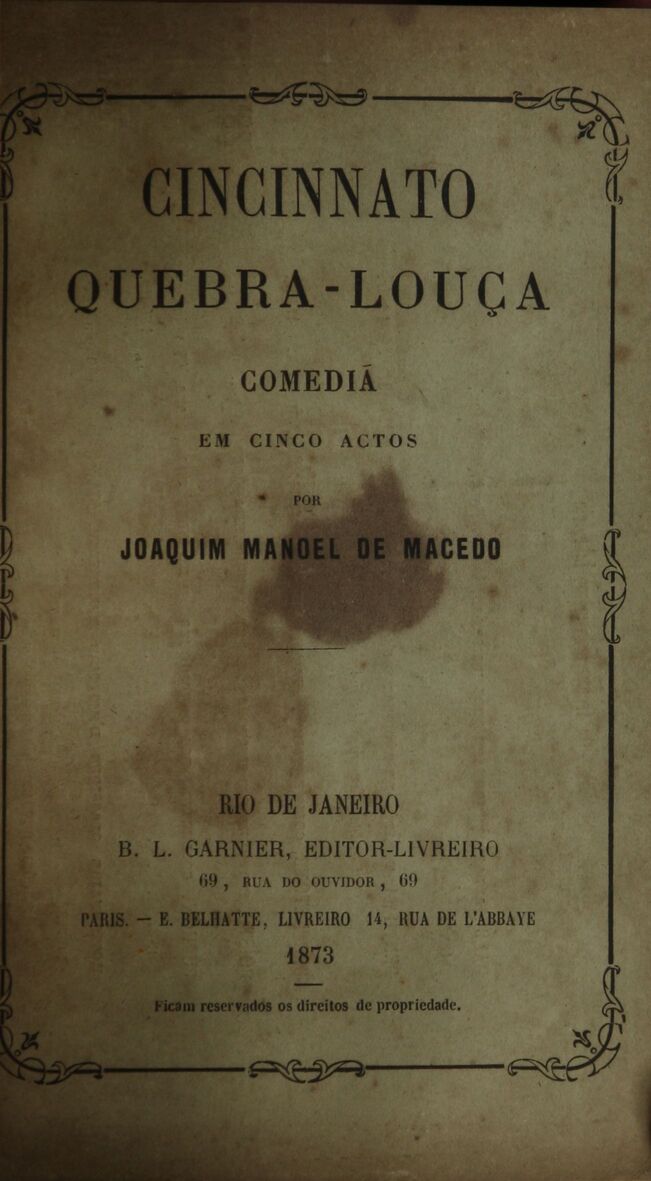 CINCINNATO
QUEBRA-LOUÇA
COMEDIÁ
EM CINCO ACTOS
POR
JOAQUIM MANOEL DE MACEDO
RIO DE JANEIRO
B. L. GARNIER, EDITOR-LIVREIRO
69, RUA DO OUVIDOR, 69
PARIS. — E. BELHATTE, LIVREIRO 14, RUA DE L'ABBAYE
1873
Ficam reservados os direitos de propriedade.